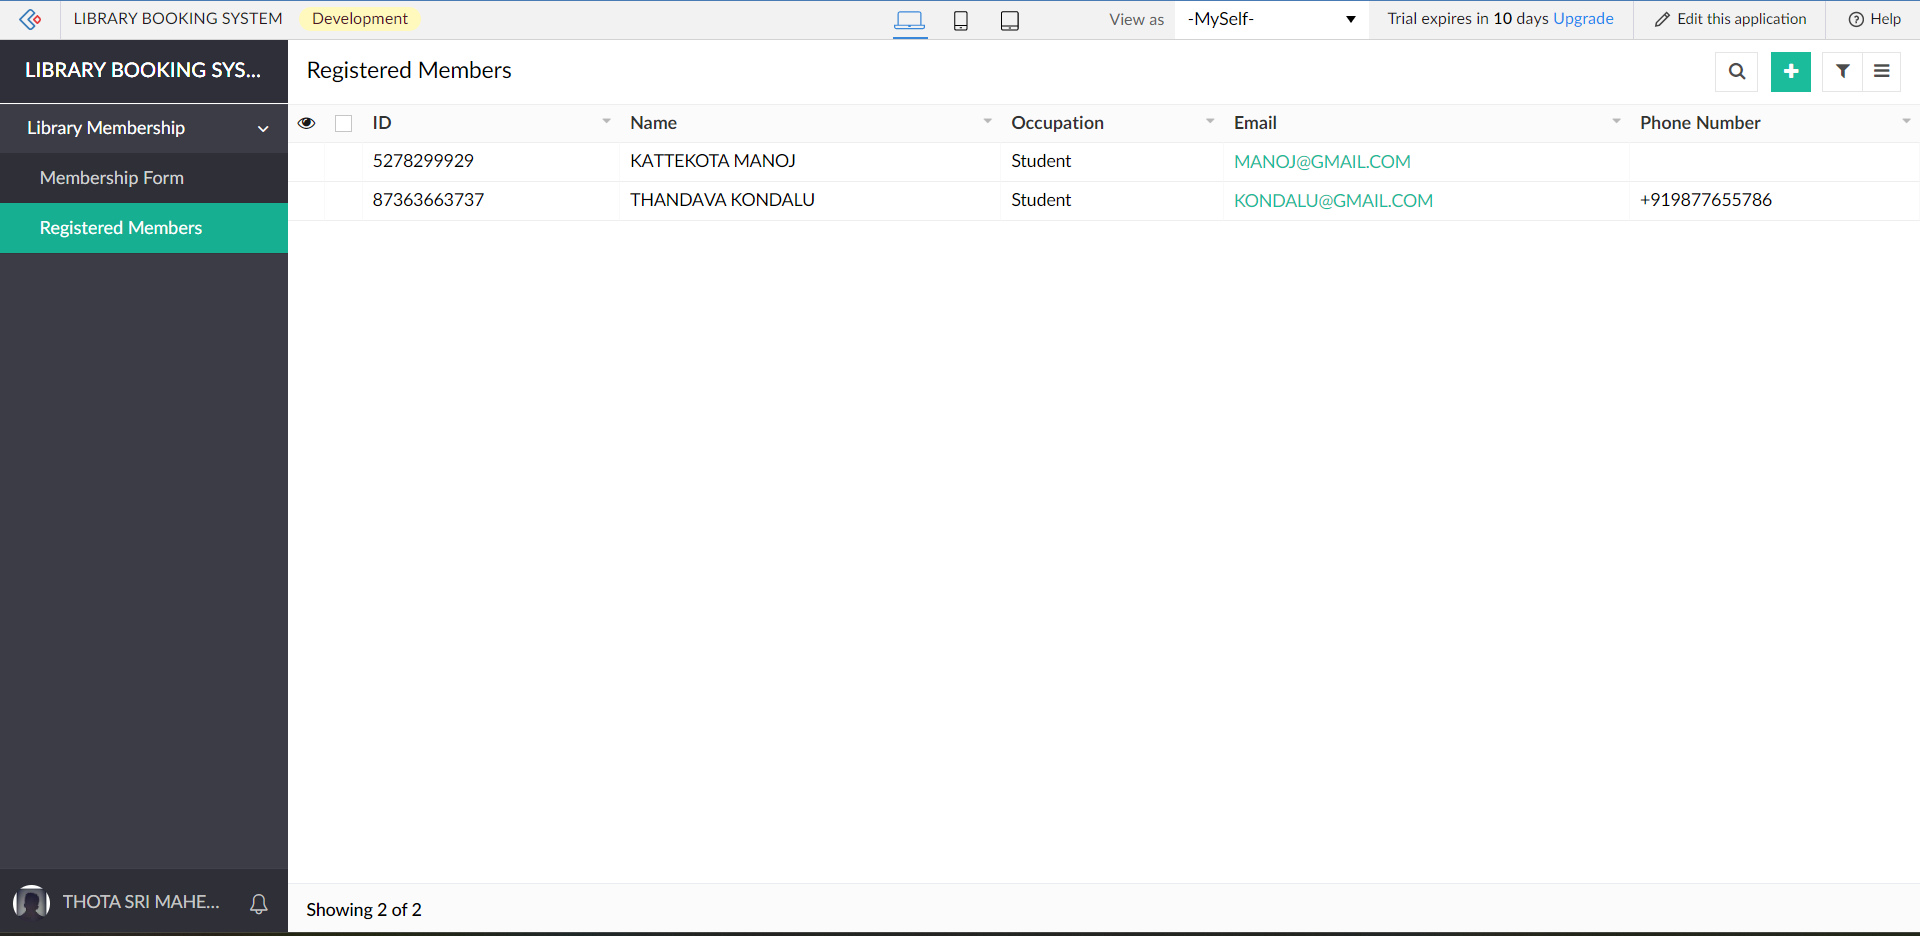 LIBRARY BOOKING SYSTEM Development View as -MySelf- Trial expires in 10 days Upgrade Edit this application Help
LIBRARY BOOKING SYS...
Registered Members
Library Membership
Membership Form
Registered Members
ID Name Occupation Email Phone Number
5278299929 KATTEKOTA MANOJ Student MANOJ@GMAIL.COM
87363663737 THANDAVA KONDALU Student KONDALU@GMAIL.COM +919877655786
THOTA SRI MAHE...
Showing 2 of 2